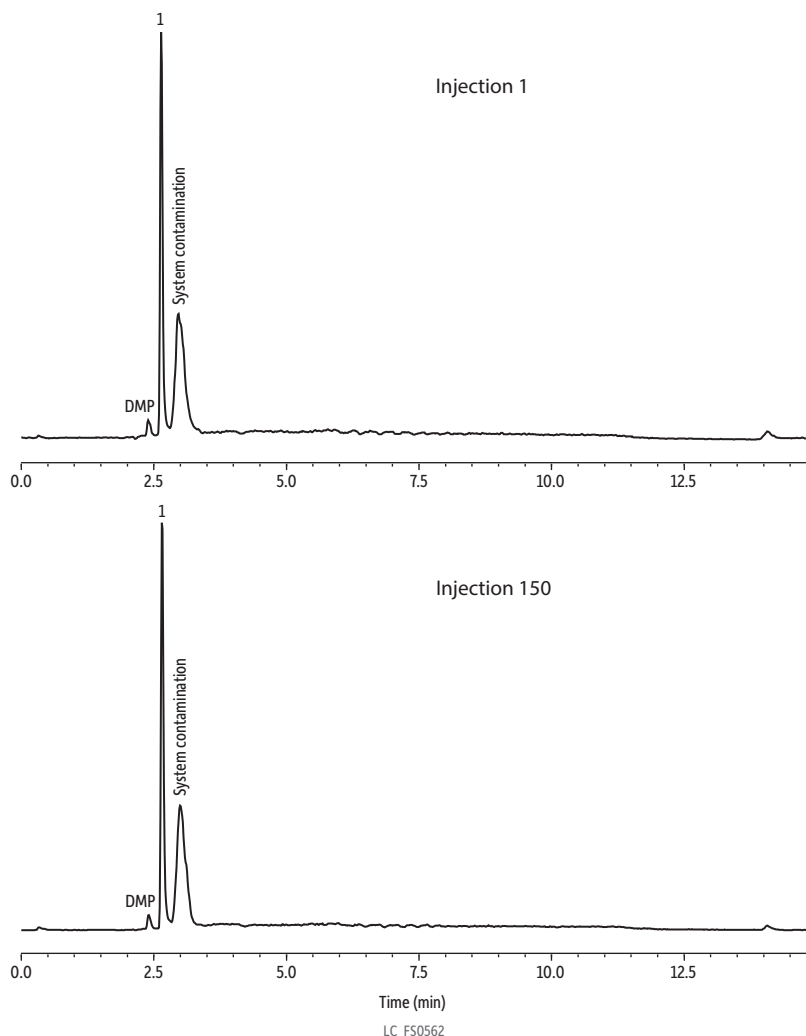 1
Injection 1
System contamination
DMP
0.0 2.5 5.0 7.5 10.0 12.5
1
Injection 150
System contamination
DMP
0.0 2.5 5.0 7.5 10.0 12.5
Time (min)
LC_FS0562